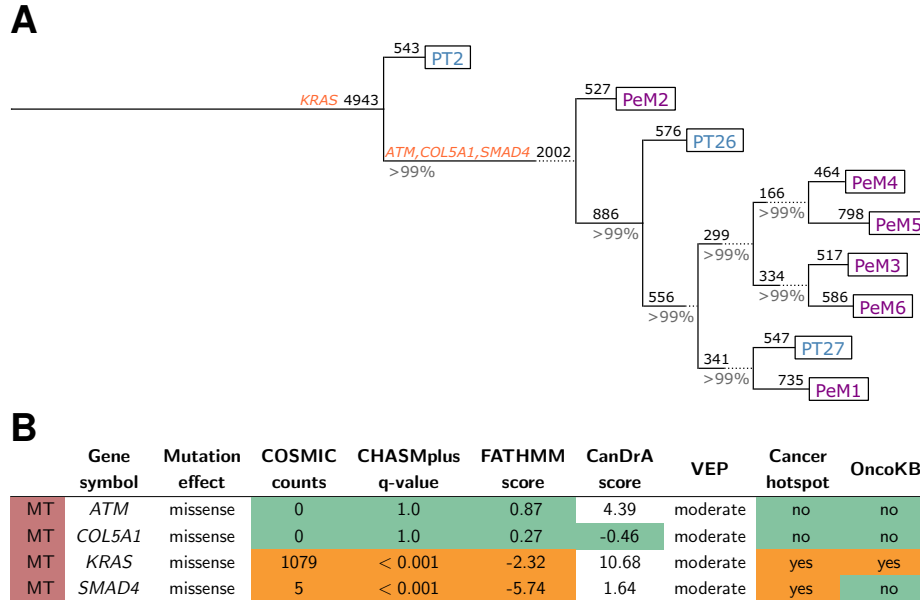 A
543 PT2
KRAS 4943
527 PeM2
576 PT26
ATM,COL5A1,SMAD4 2002
>99%
464 PeM4
166
>99%
798 PeM5
886
>99%
299
>99%
517 PeM3
334
>99%
586 PeM6
556
>99%
547 PT27
341
>99%
735 PeM1
B
Gene symbol Mutation effect COSMIC counts CHASMplus q-value FATHMM score CanDrA score VEP Cancer hotspot OncoKB
MT ATM missense 0 1.0 0.87 4.39 moderate no no
MT COL5A1 missense 0 1.0 0.27 -0.46 moderate no no
MT KRAS missense 1079 < 0.001 -2.32 10.68 moderate yes yes
MT SMAD4 missense 5 < 0.001 -5.74 1.64 moderate yes no